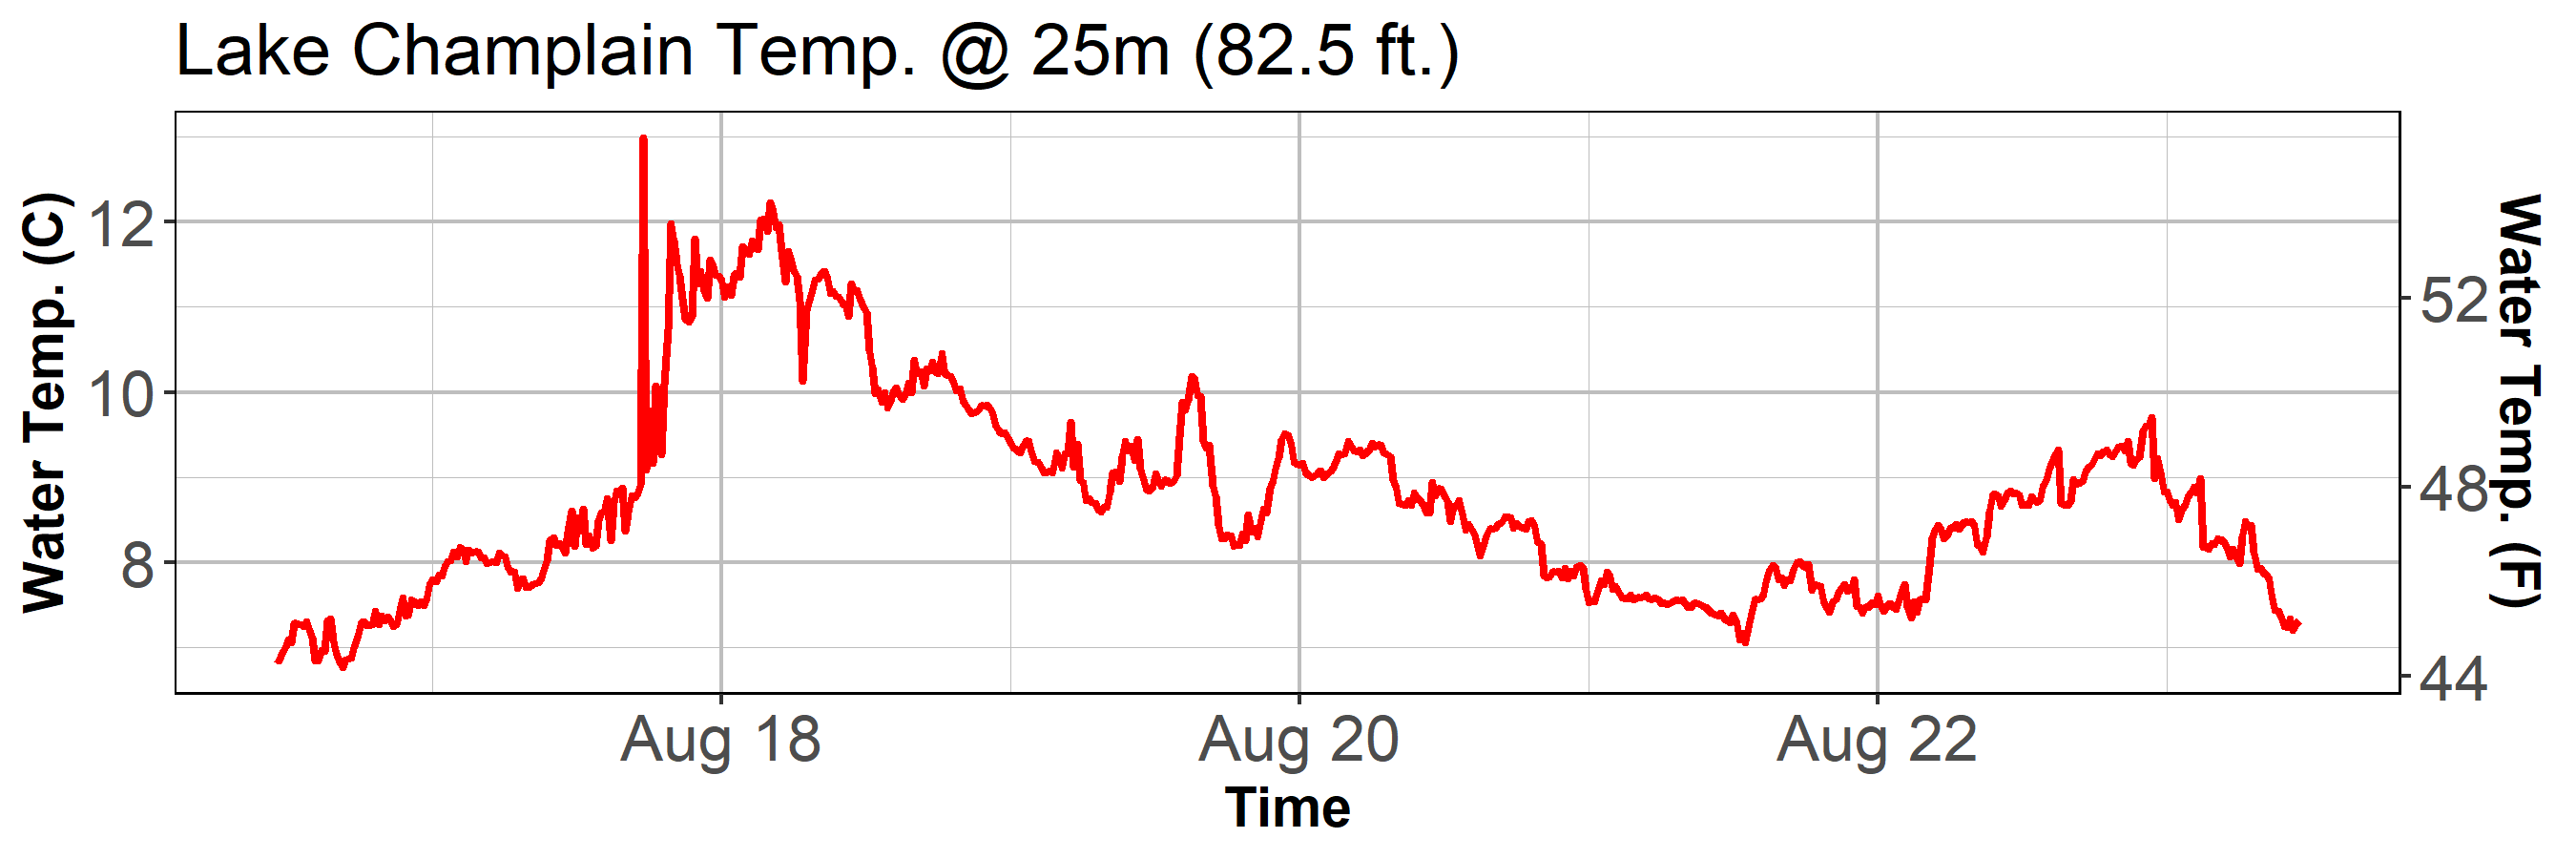 Lake Champlain Temp. @ 25m (82.5 ft.)
Water Temp. (C)
12
10
8
52
48
44
Water Temp. (F)
Aug 18 Aug 20 Aug 22
Time